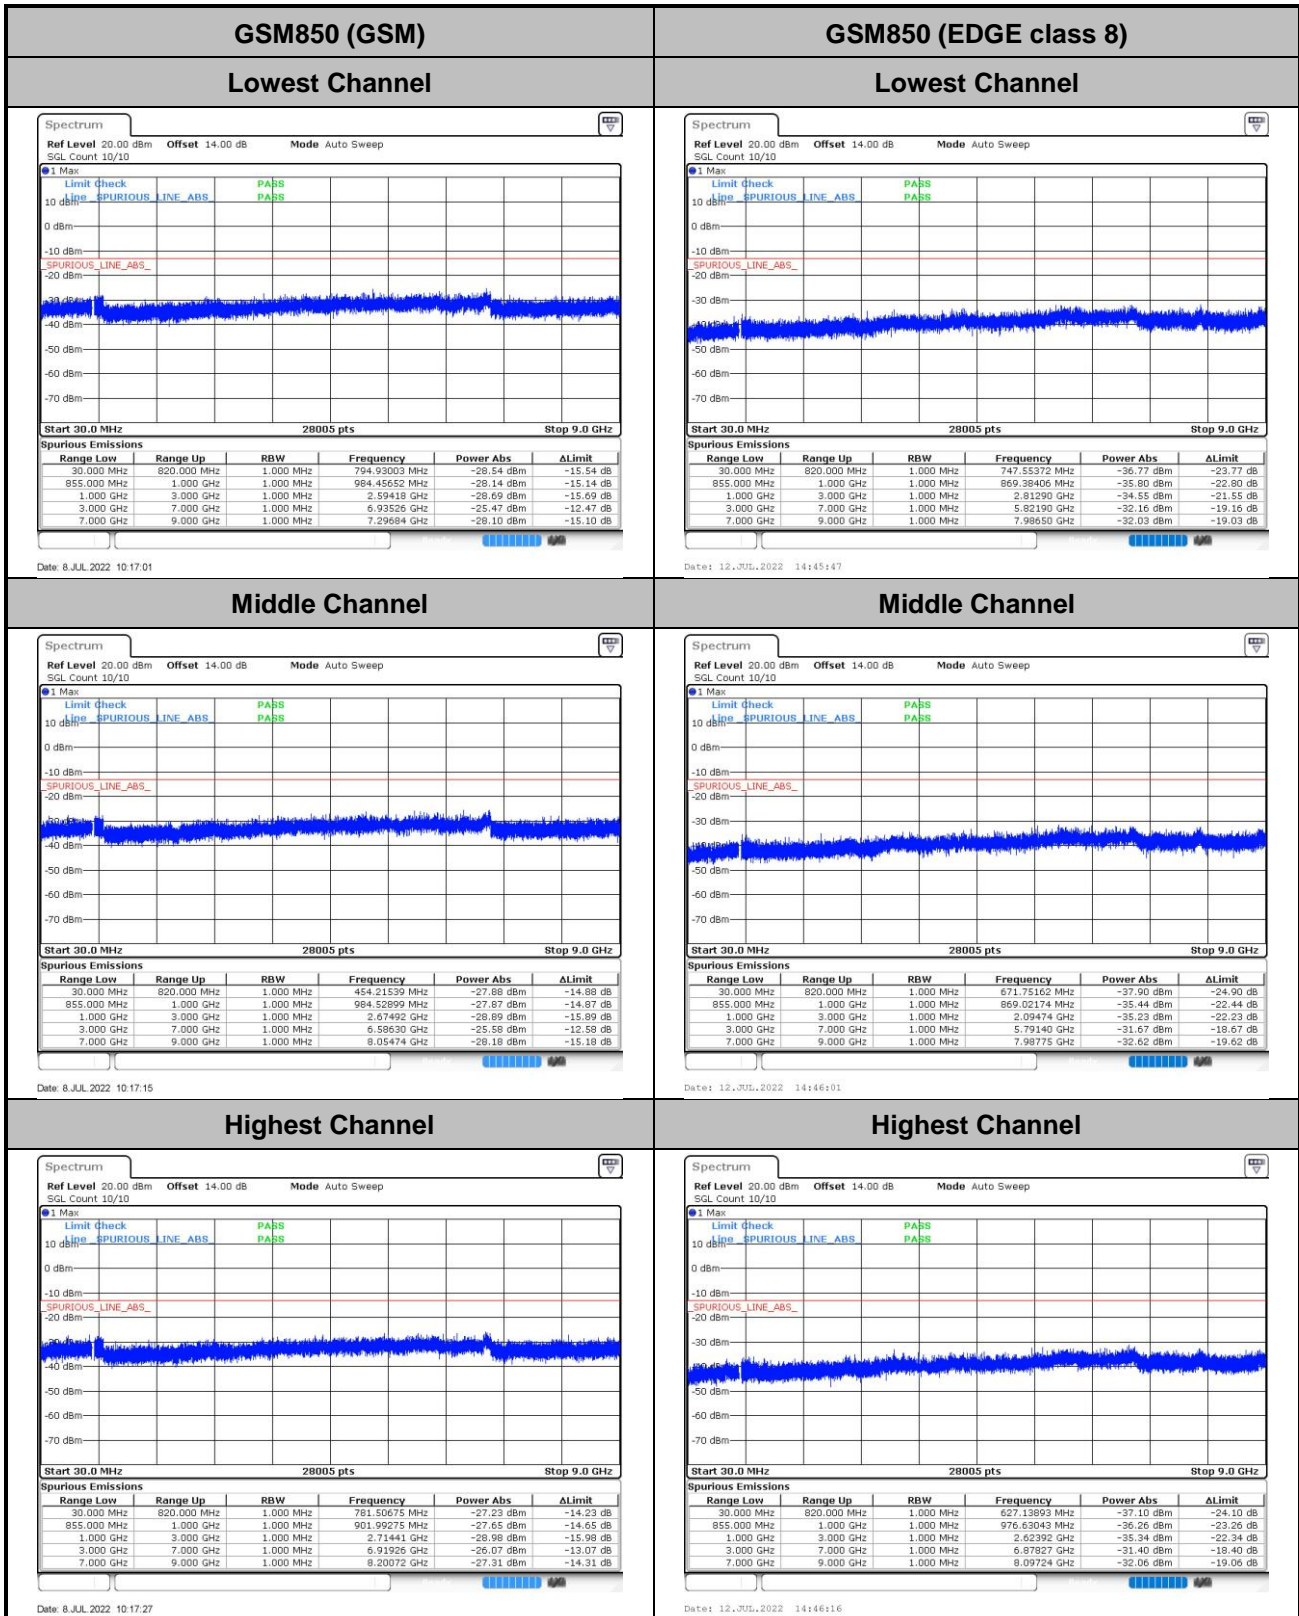 GSM850 (GSM)
GSM850 (EDGE class 8)
Lowest Channel
Lowest Channel
Spectrum
Ref Level 20.00 dBm Offset 14.00 dB Mode Auto Sweep
SGL Count 10/10
1 Max
Limit Check PASS
Line _SPURIOUS_LINE_ABS_ PASS
10 dBm
0 dBm
-10 dBm
_SPURIOUS_LINE_ABS_
-20 dBm
-30 dBm
-40 dBm
-50 dBm
-60 dBm
-70 dBm
Start 30.0 MHz 28005 pts Stop 9.0 GHz
Spurious Emissions
Range Low Range Up RBW Frequency Power Abs ΔLimit
30.000 MHz 820.000 MHz 1.000 MHz 794.93003 MHz -28.54 dBm -15.54 dB
855.000 MHz 1.000 GHz 1.000 MHz 984.45652 MHz -28.14 dBm -15.14 dB
1.000 GHz 3.000 GHz 1.000 MHz 2.59418 GHz -28.69 dBm -15.69 dB
3.000 GHz 7.000 GHz 1.000 MHz 6.93526 GHz -25.47 dBm -12.47 dB
7.000 GHz 9.000 GHz 1.000 MHz 7.29684 GHz -28.10 dBm -15.10 dB
Date: 8.JUL.2022 10:17:01
Spectrum
Ref Level 20.00 dBm Offset 14.00 dB Mode Auto Sweep
SGL Count 10/10
1 Max
Limit Check PASS
Line _SPURIOUS_LINE_ABS_ PASS
10 dBm
0 dBm
-10 dBm
_SPURIOUS_LINE_ABS_
-20 dBm
-30 dBm
-40 dBm
-50 dBm
-60 dBm
-70 dBm
Start 30.0 MHz 28005 pts Stop 9.0 GHz
Spurious Emissions
Range Low Range Up RBW Frequency Power Abs ΔLimit
30.000 MHz 820.000 MHz 1.000 MHz 747.55372 MHz -36.77 dBm -23.77 dB
855.000 MHz 1.000 GHz 1.000 MHz 869.38406 MHz -35.80 dBm -22.80 dB
1.000 GHz 3.000 GHz 1.000 MHz 2.81290 GHz -34.55 dBm -21.55 dB
3.000 GHz 7.000 GHz 1.000 MHz 5.82190 GHz -32.16 dBm -19.16 dB
7.000 GHz 9.000 GHz 1.000 MHz 7.98650 GHz -32.03 dBm -19.03 dB
Date: 12.JUL.2022 14:45:47
Middle Channel
Middle Channel
Spectrum
Ref Level 20.00 dBm Offset 14.00 dB Mode Auto Sweep
SGL Count 10/10
1 Max
Limit Check PASS
Line _SPURIOUS_LINE_ABS_ PASS
10 dBm
0 dBm
-10 dBm
_SPURIOUS_LINE_ABS_
-20 dBm
-30 dBm
-40 dBm
-50 dBm
-60 dBm
-70 dBm
Start 30.0 MHz 28005 pts Stop 9.0 GHz
Spurious Emissions
Range Low Range Up RBW Frequency Power Abs ΔLimit
30.000 MHz 820.000 MHz 1.000 MHz 454.21539 MHz -27.88 dBm -14.88 dB
855.000 MHz 1.000 GHz 1.000 MHz 984.52899 MHz -27.87 dBm -14.87 dB
1.000 GHz 3.000 GHz 1.000 MHz 2.67492 GHz -28.89 dBm -15.89 dB
3.000 GHz 7.000 GHz 1.000 MHz 6.58630 GHz -25.58 dBm -12.58 dB
7.000 GHz 9.000 GHz 1.000 MHz 8.05474 GHz -28.18 dBm -15.18 dB
Date: 8.JUL.2022 10:17:15
Spectrum
Ref Level 20.00 dBm Offset 14.00 dB Mode Auto Sweep
SGL Count 10/10
1 Max
Limit Check PASS
Line _SPURIOUS_LINE_ABS_ PASS
10 dBm
0 dBm
-10 dBm
_SPURIOUS_LINE_ABS_
-20 dBm
-30 dBm
-40 dBm
-50 dBm
-60 dBm
-70 dBm
Start 30.0 MHz 28005 pts Stop 9.0 GHz
Spurious Emissions
Range Low Range Up RBW Frequency Power Abs ΔLimit
30.000 MHz 820.000 MHz 1.000 MHz 671.75162 MHz -37.90 dBm -24.90 dB
855.000 MHz 1.000 GHz 1.000 MHz 869.02174 MHz -35.44 dBm -22.44 dB
1.000 GHz 3.000 GHz 1.000 MHz 2.09474 GHz -35.23 dBm -22.23 dB
3.000 GHz 7.000 GHz 1.000 MHz 5.79140 GHz -31.67 dBm -18.67 dB
7.000 GHz 9.000 GHz 1.000 MHz 7.98775 GHz -32.62 dBm -19.62 dB
Date: 12.JUL.2022 14:46:01
Highest Channel
Highest Channel
Spectrum
Ref Level 20.00 dBm Offset 14.00 dB Mode Auto Sweep
SGL Count 10/10
1 Max
Limit Check PASS
Line _SPURIOUS_LINE_ABS_ PASS
10 dBm
0 dBm
-10 dBm
_SPURIOUS_LINE_ABS_
-20 dBm
-30 dBm
-40 dBm
-50 dBm
-60 dBm
-70 dBm
Start 30.0 MHz 28005 pts Stop 9.0 GHz
Spurious Emissions
Range Low Range Up RBW Frequency Power Abs ΔLimit
30.000 MHz 820.000 MHz 1.000 MHz 781.50675 MHz -27.23 dBm -14.23 dB
855.000 MHz 1.000 GHz 1.000 MHz 901.99275 MHz -27.65 dBm -14.65 dB
1.000 GHz 3.000 GHz 1.000 MHz 2.71441 GHz -28.98 dBm -15.98 dB
3.000 GHz 7.000 GHz 1.000 MHz 6.91926 GHz -26.07 dBm -13.07 dB
7.000 GHz 9.000 GHz 1.000 MHz 8.20072 GHz -27.31 dBm -14.31 dB
Date: 8.JUL.2022 10:17:27
Spectrum
Ref Level 20.00 dBm Offset 14.00 dB Mode Auto Sweep
SGL Count 10/10
1 Max
Limit Check PASS
Line _SPURIOUS_LINE_ABS_ PASS
10 dBm
0 dBm
-10 dBm
_SPURIOUS_LINE_ABS_
-20 dBm
-30 dBm
-40 dBm
-50 dBm
-60 dBm
-70 dBm
Start 30.0 MHz 28005 pts Stop 9.0 GHz
Spurious Emissions
Range Low Range Up RBW Frequency Power Abs ΔLimit
30.000 MHz 820.000 MHz 1.000 MHz 627.13893 MHz -37.10 dBm -24.10 dB
855.000 MHz 1.000 GHz 1.000 MHz 976.63043 MHz -36.26 dBm -23.26 dB
1.000 GHz 3.000 GHz 1.000 MHz 2.62392 GHz -35.34 dBm -22.34 dB
3.000 GHz 7.000 GHz 1.000 MHz 6.87827 GHz -31.40 dBm -18.40 dB
7.000 GHz 9.000 GHz 1.000 MHz 8.09724 GHz -32.06 dBm -19.06 dB
Date: 12.JUL.2022 14:46:16